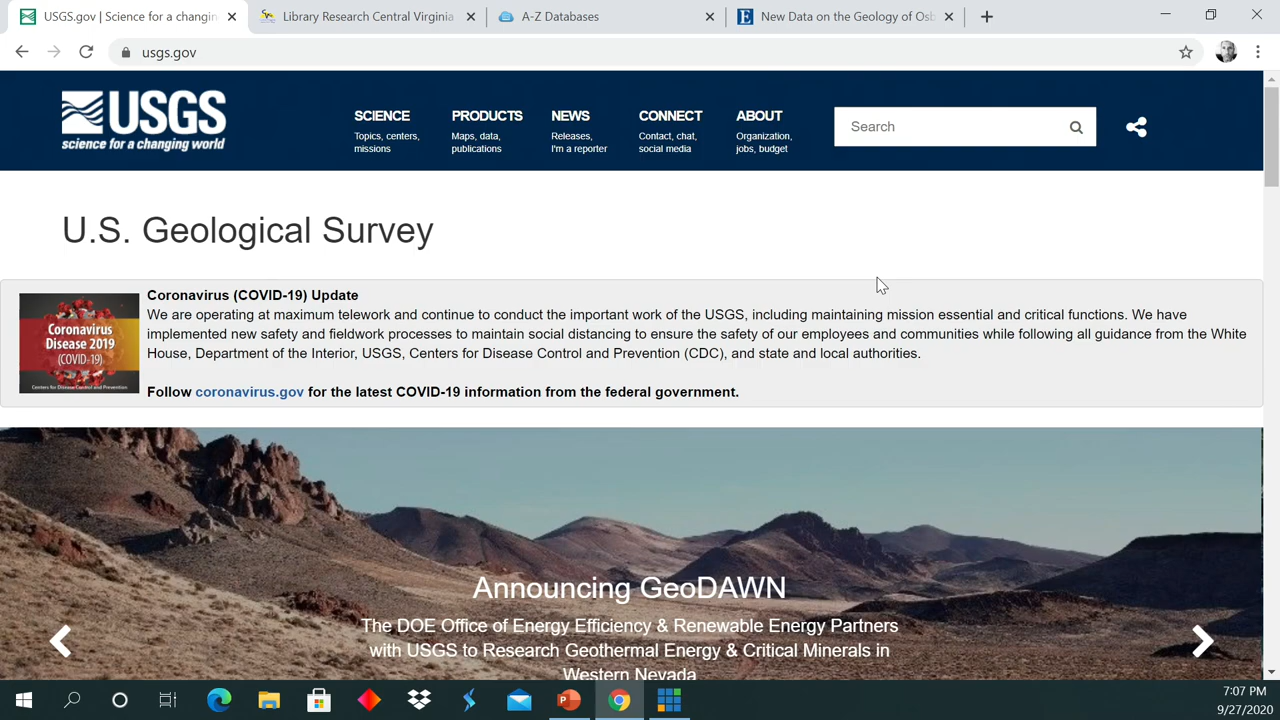 USGS.gov | Science for a changin
Library Research Central Virginia
A-Z Databases
New Data on the Geology of Osb
usgs.gov
USGS
science for a changing world
SCIENCE
Topics, centers,
missions
PRODUCTS
Maps, data,
publications
NEWS
Releases,
I'm a reporter
CONNECT
Contact, chat,
social media
ABOUT
Organization,
jobs, budget
Search
U.S. Geological Survey
Coronavirus
Disease 2019
(COVID-19)
Centers for Disease Control and Prevention
Coronavirus (COVID-19) Update
We are operating at maximum telework and continue to conduct the important work of the USGS, including maintaining mission essential and critical functions. We have
implemented new safety and fieldwork processes to maintain social distancing to ensure the safety of our employees and communities while following all guidance from the White
House, Department of the Interior, USGS, Centers for Disease Control and Prevention (CDC), and state and local authorities.
Follow coronavirus.gov for the latest COVID-19 information from the federal government.
Announcing GeoDAWN
The DOE Office of Energy Efficiency & Renewable Energy Partners
with USGS to Research Geothermal Energy & Critical Minerals in
Western Nevada
7:07 PM
9/27/2020